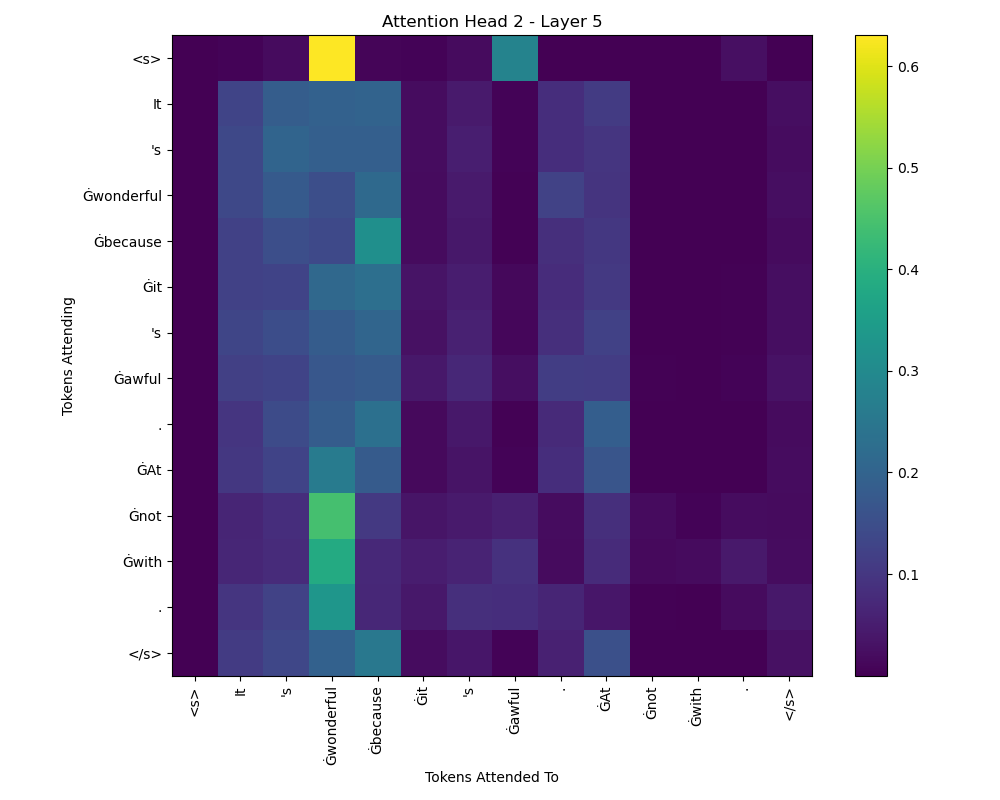 Attention Head 2 - Layer 5
Tokens Attending
<s>
It
's
Ġwonderful
Ġbecause
Ġit
's
Ġawful
.
ĠAt
Ġnot
Ġwith
.
</s>
<s>
It
's
Ġwonderful
Ġbecause
Ġit
's
Ġawful
.
ĠAt
Ġnot
Ġwith
.
</s>
Tokens Attended To
0.6
0.5
0.4
0.3
0.2
0.1